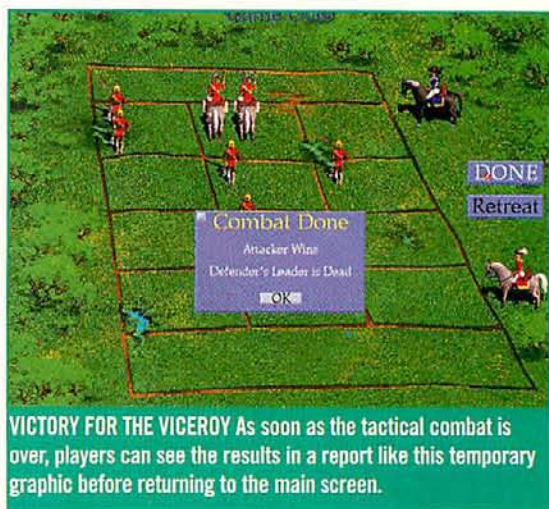 DONE
Retreat
Combat Done
Attacker Wins
Defender's Leader is Dead
OK
VICTORY FOR THE VICEROY As soon as the tactical combat is
over, players can see the results in a report like this temporary
graphic before returning to the main screen.